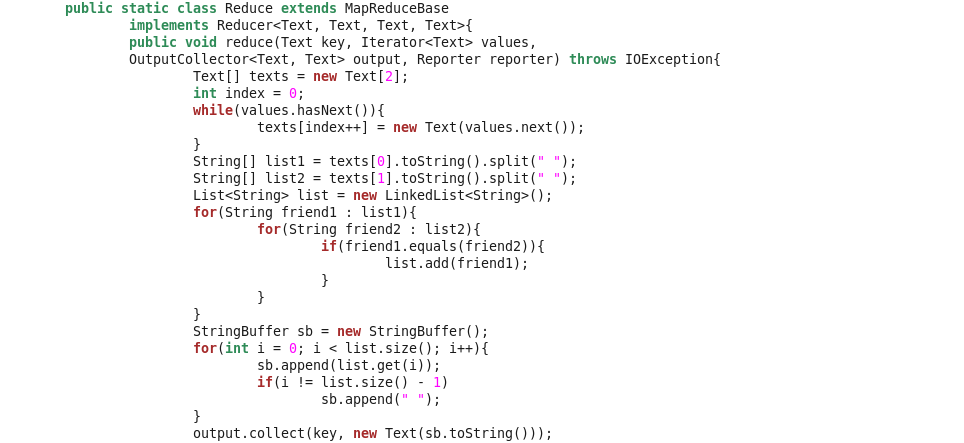 public static class Reduce extends MapReduceBase
implements Reducer<Text, Text, Text, Text>{
public void reduce(Text key, Iterator<Text> values,
OutputCollector<Text, Text> output, Reporter reporter) throws IOException{
Text[] texts = new Text[2];
int index = 0;
while(values.hasNext()){
texts[index++] = new Text(values.next());
}
String[] list1 = texts[0].toString().split(" ");
String[] list2 = texts[1].toString().split(" ");
List<String> list = new LinkedList<String>();
for(String friend1 : list1){
for(String friend2 : list2){
if(friend1.equals(friend2)){
list.add(friend1);
}
}
}
StringBuffer sb = new StringBuffer();
for(int i = 0; i < list.size(); i++){
sb.append(list.get(i));
if(i != list.size() - 1)
sb.append(" ");
}
output.collect(key, new Text(sb.toString()));